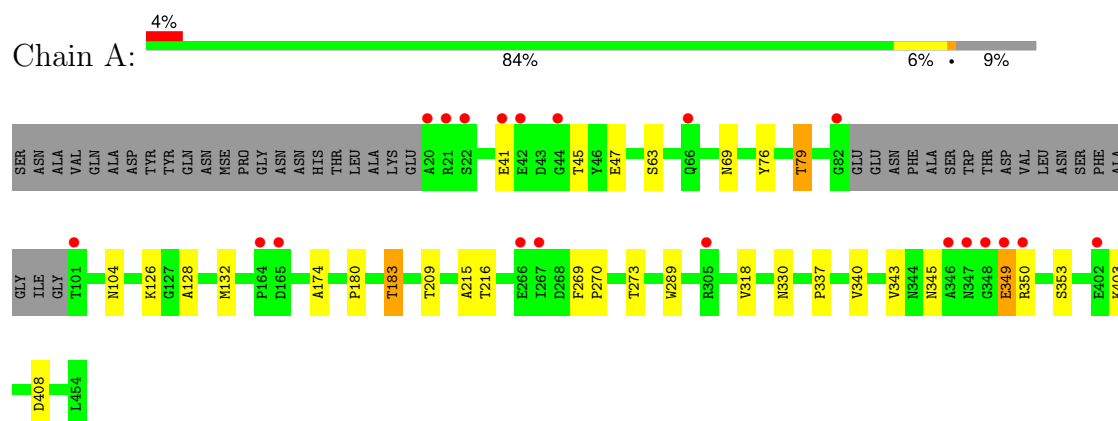 4%
Chain A:
84% 6% • 9%
SER ASN ALA VAL GLN ALA ASP TYR TYR GLN ASN MSE PRO GLY ASN ASN HIS THR LEU ALA LYS GLU A20 R21 S22 E41 E42 D43 G44 T45 Y46 E47 S63 Q66 N69 Y76 T79 G82 GLU GLU ASN PHE ALA SER TRP THR ASP VAL LEU ASN SER PHE ALA
GLY ILE GLY T101 N104 K126 G127 A128 M132 P164 D165 A174 P180 T183 T209 A215 T216 E266 I267 D268 F269 P270 T273 W289 R305 V318 N330 P337 V340 V343 N344 N345 A346 N347 G348 E349 R350 S353 E402 K403
D408 L454